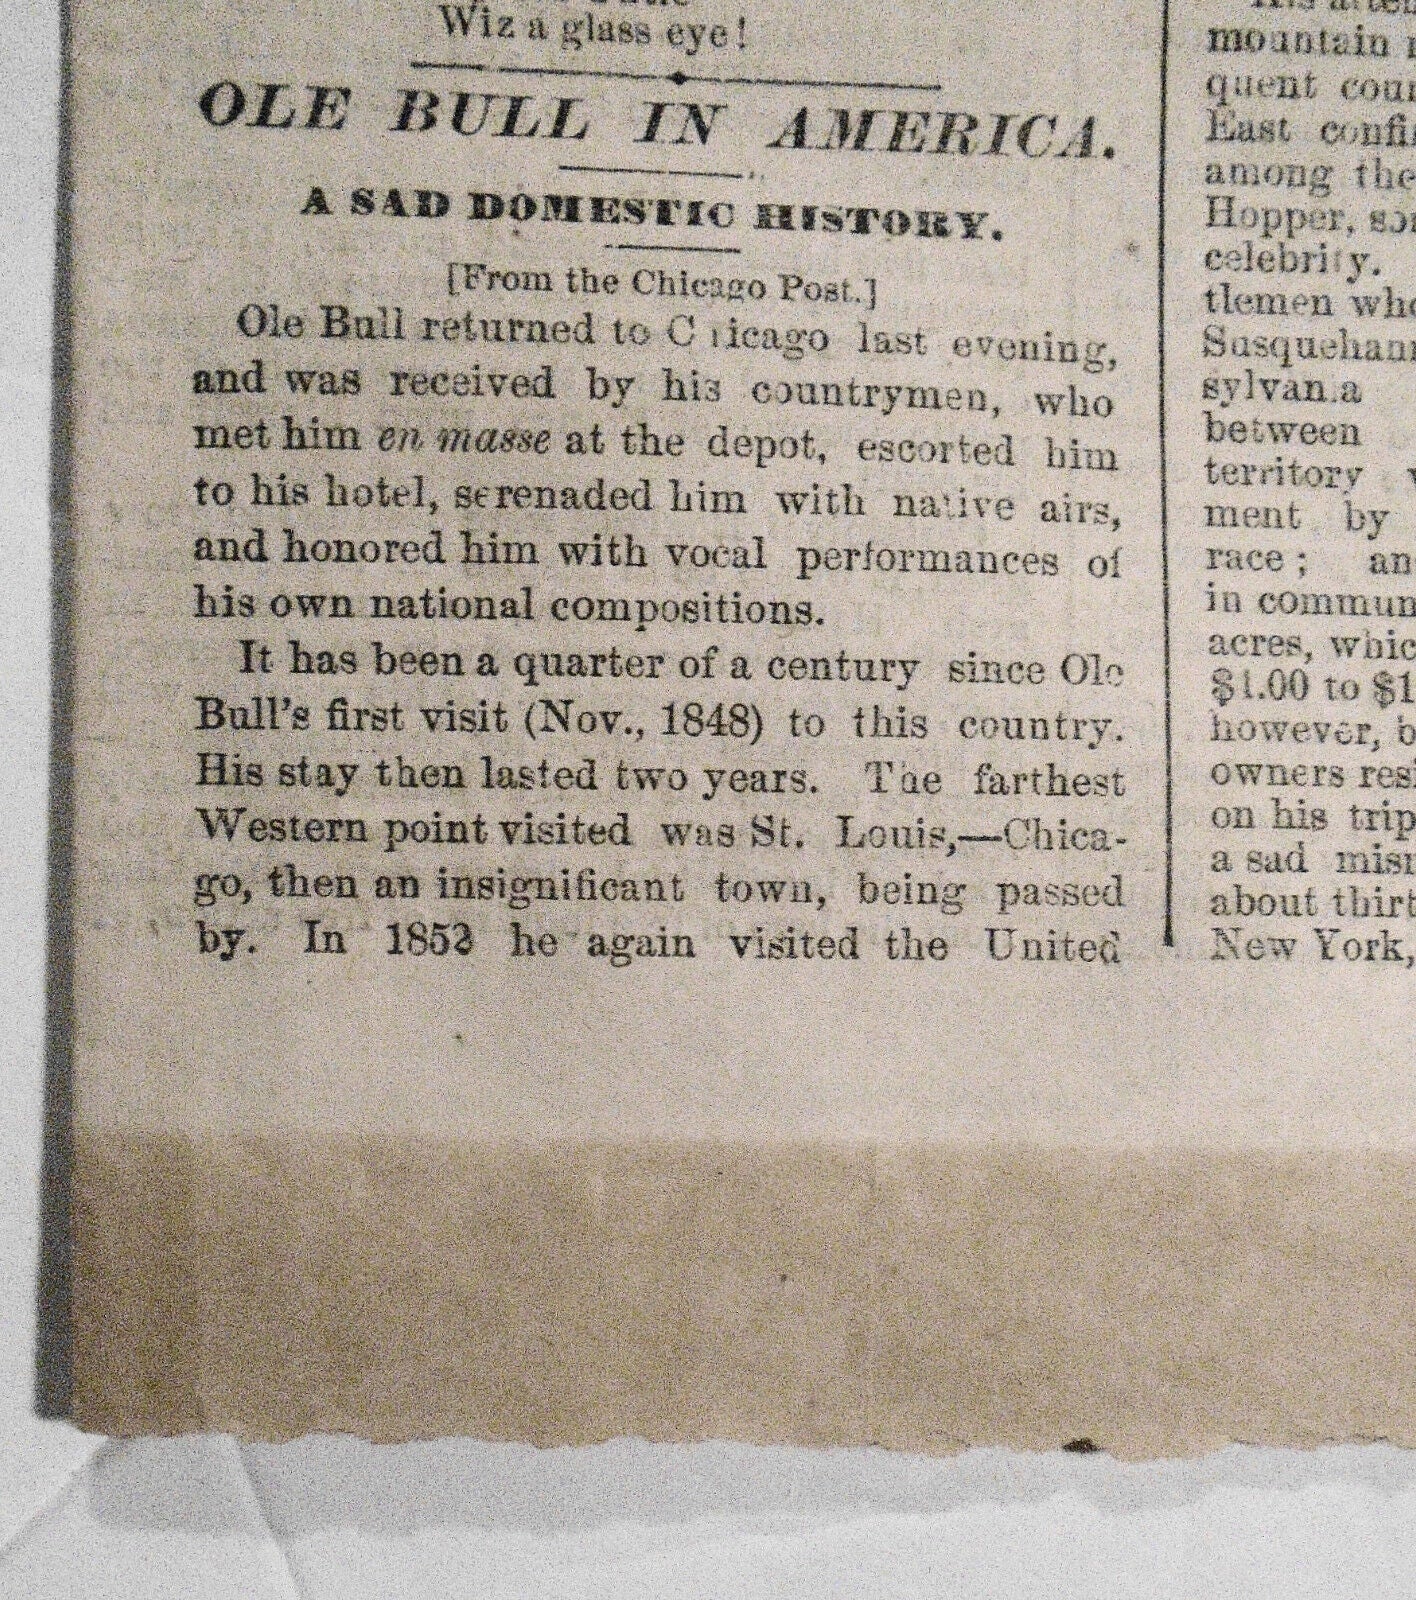 Wiz a glass eye!
OLE BULL IN AMERICA.
A SAD DOMESTIC HISTORY.
[From the Chicago Post.]
Ole Bull returned to C icago last evening,
and was received by his countrymen, who
met him en masse at the depot, escorted him
to his hotel, serenaded him with native airs,
and honored him with vocal performances of
his own national compositions.
It has been a quarter of a century since Ole
Bull's first visit (Nov., 1848) to this country.
His stay then lasted two years. The farthest
Western point visited was St. Louis,—Chica-
go, then an insignificant town, being passed
by. In 1852 he again visited the United
mountain
quent
East
among the
Hopper,
celebrity.
tlemen
Susquehan
sylvan.a
between
territory
ment by
race; an
in commun
acres, whic
$1.00 to $1
however, b
owners resi
on his trip
a sad mis
about thirt
New York,